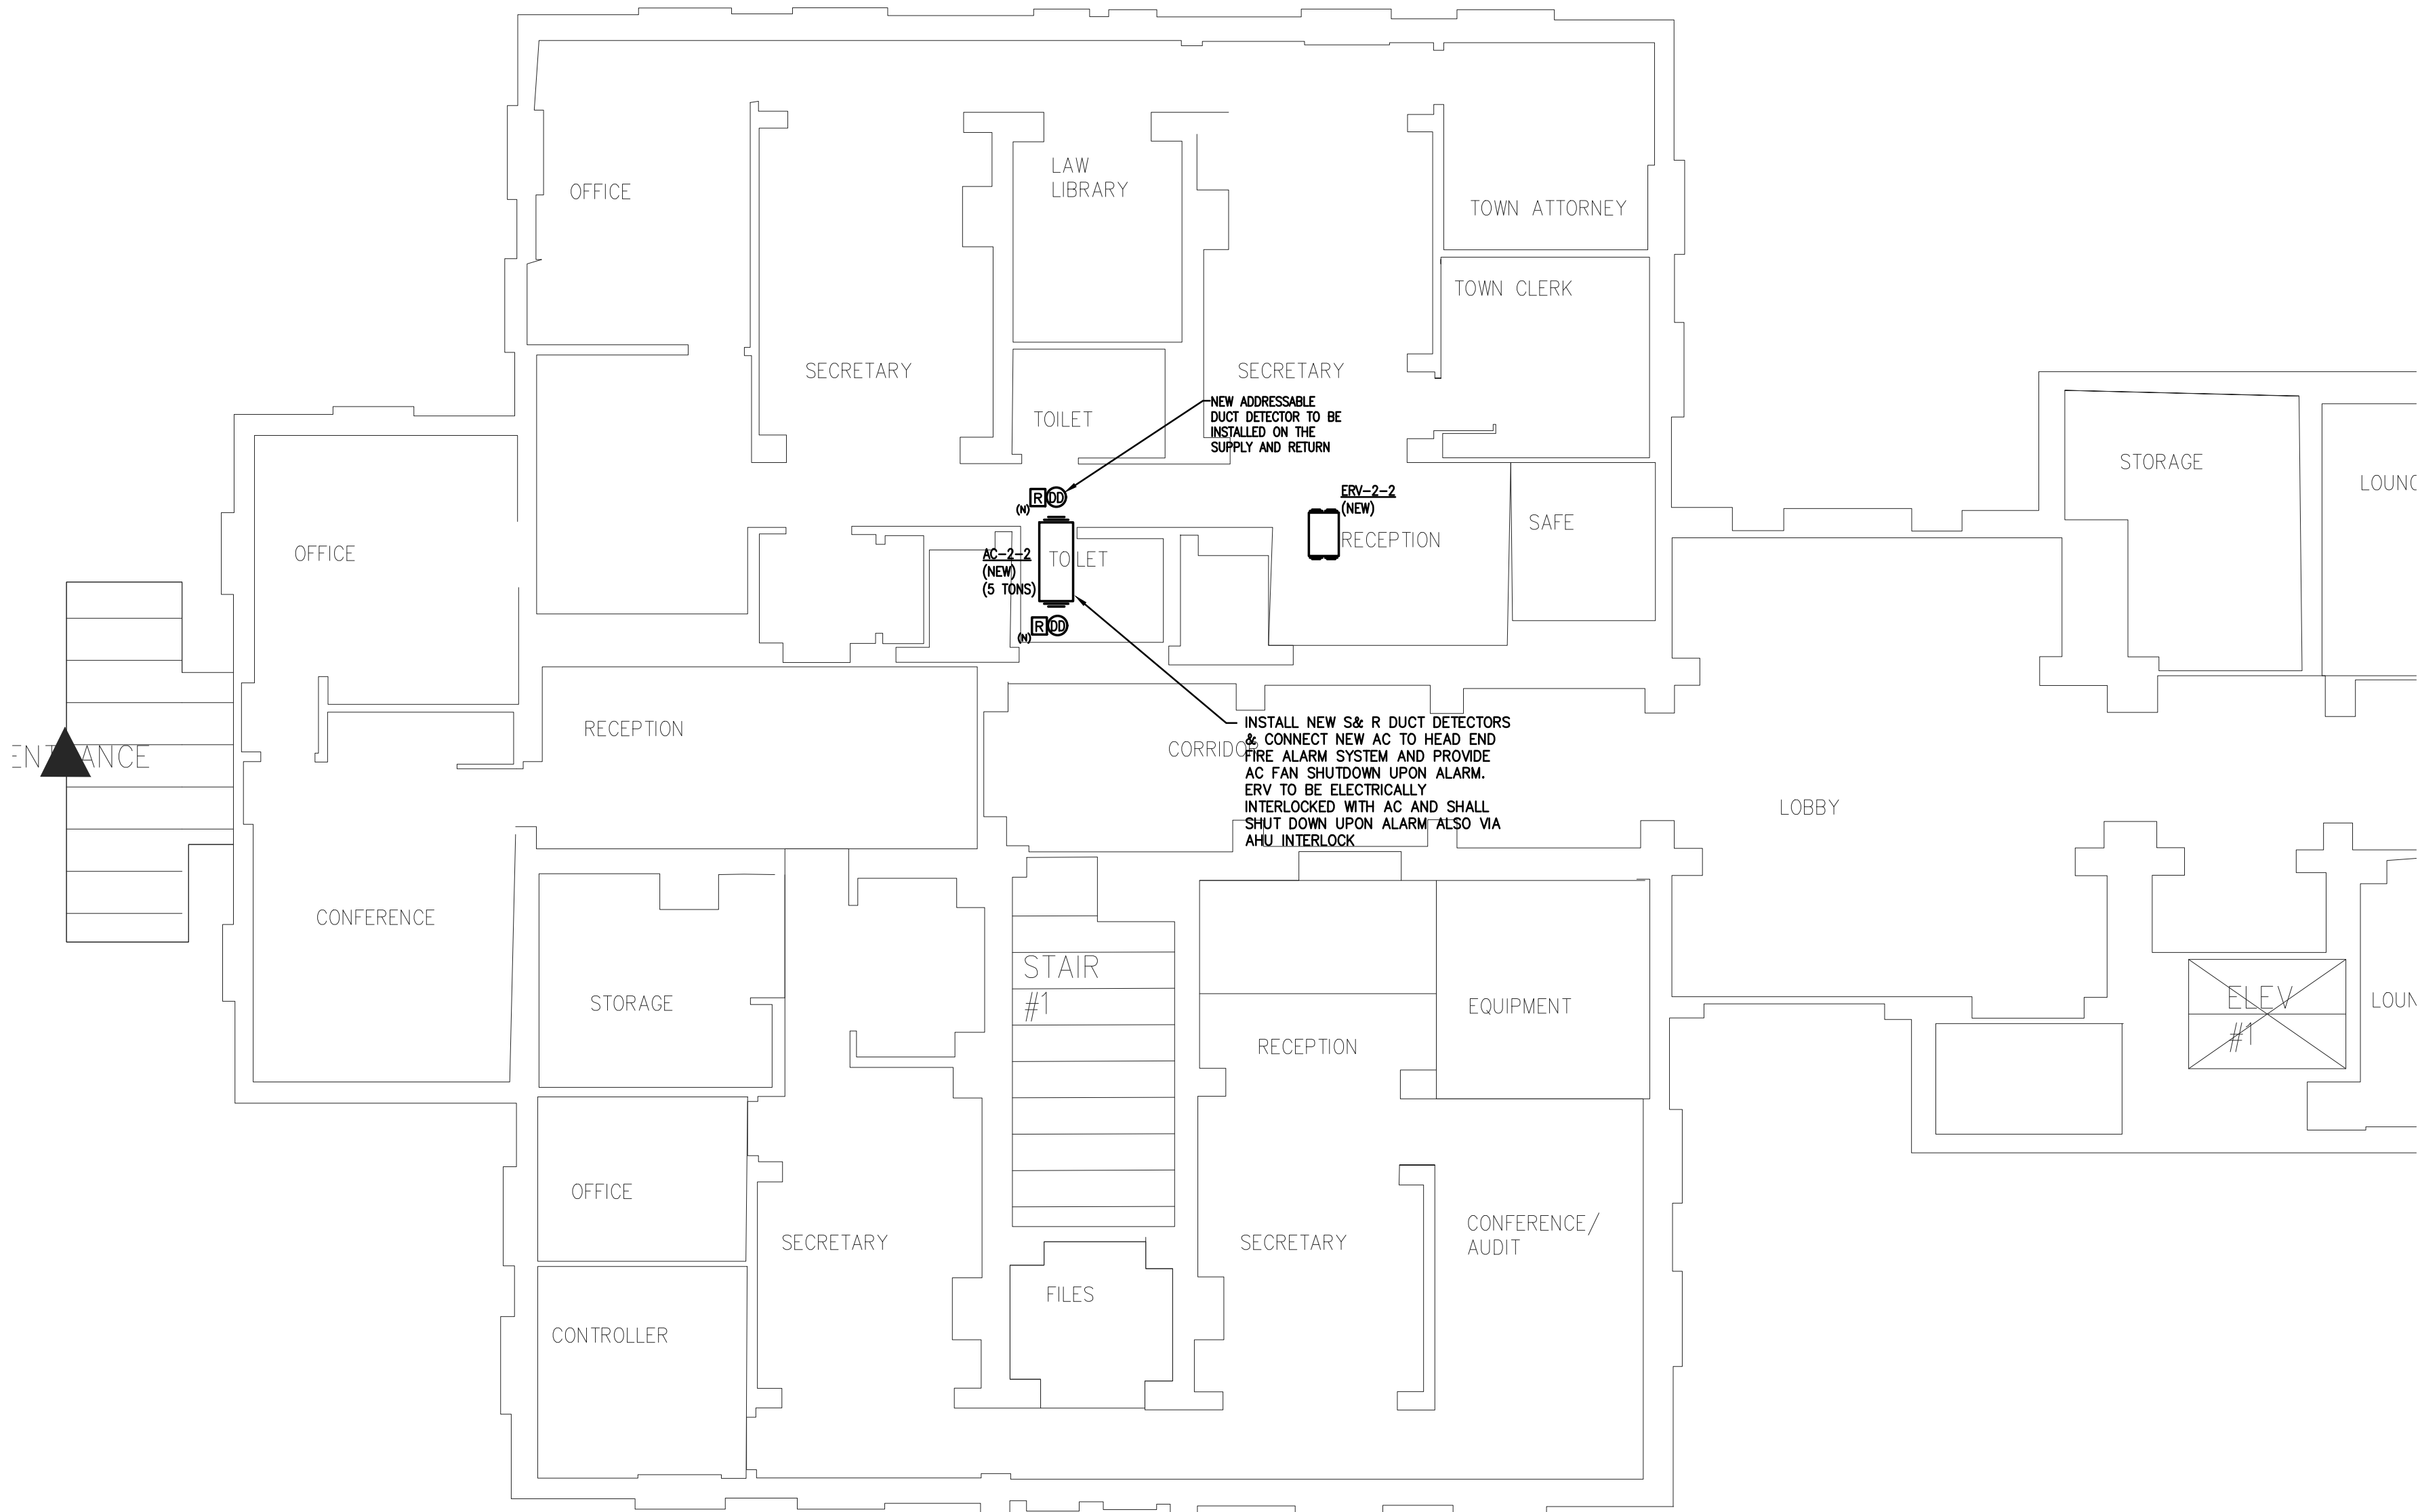 OFFICE
LAW
LIBRARY
TOWN ATTORNEY
TOWN CLERK
SECRETARY
SECRETARY
TOILET
NEW ADDRESSABLE
DUCT DETECTOR TO BE
INSTALLED ON THE
SUPPLY AND RETURN
STORAGE
R DD
(N)
ERV-2-2
(NEW)
RECEPTION
SAFE
OFFICE
AC-2-2
(NEW)
(5 TONS)
TOILET
R DD
(N)
RECEPTION
CORRIDOR
INSTALL NEW S& R DUCT DETECTORS
& CONNECT NEW AC TO HEAD END
FIRE ALARM SYSTEM AND PROVIDE
AC FAN SHUTDOWN UPON ALARM.
ERV TO BE ELECTRICALLY
INTERLOCKED WITH AC AND SHALL
SHUT DOWN UPON ALARM ALSO VIA
AHU INTERLOCK
ENTRANCE
LOBBY
CONFERENCE
STORAGE
STAIR
#1
RECEPTION
EQUIPMENT
ELEV
#1
OFFICE
SECRETARY
SECRETARY
CONFERENCE/
AUDIT
FILES
CONTROLLER